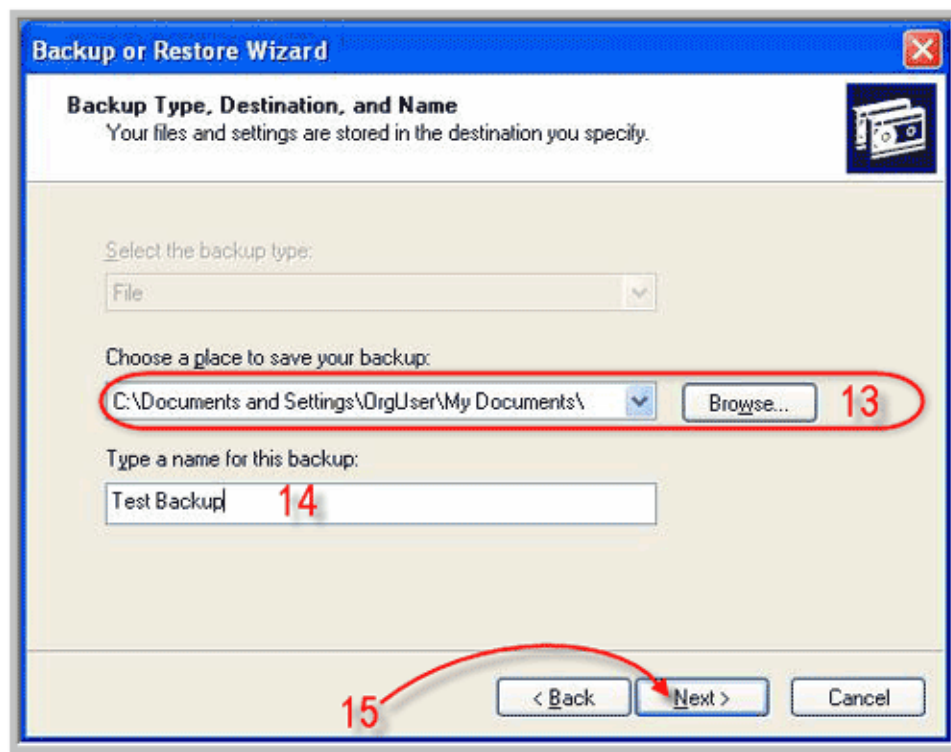 Backup or Restore Wizard
Backup Type, Destination, and Name
Your files and settings are stored in the destination you specify.
Select the backup type:
File
Choose a place to save your backup:
C:\Documents and Settings\OrgUser\My Documents\ Browse... 13
Type a name for this backup:
Test Backup 14
15 < Back Next > Cancel